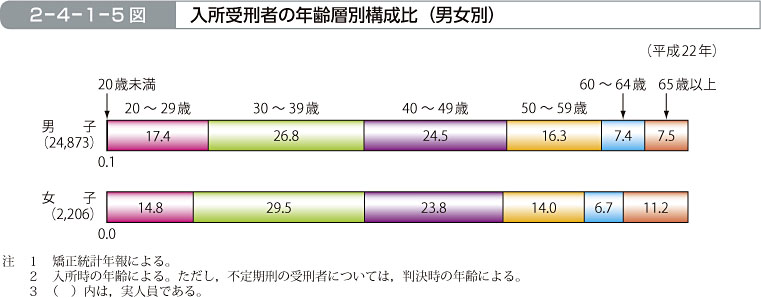 2-4-1-5図 入所受刑者の年齢層別構成比（男女別）
（平成22年）
20歳未満 60～64歳 65歳以上
20～29歳 30～39歳 40～49歳 50～59歳
男子 17.4 26.8 24.5 16.3 7.4 7.5
(24,873)
0.1
女子 14.8 29.5 23.8 14.0 6.7 11.2
(2,206)
0.0
注 1 矯正統計年報による。
2 入所時の年齢による。ただし，不定期刑の受刑者については，判決時の年齢による。
3 （ ）内は，実人員である。